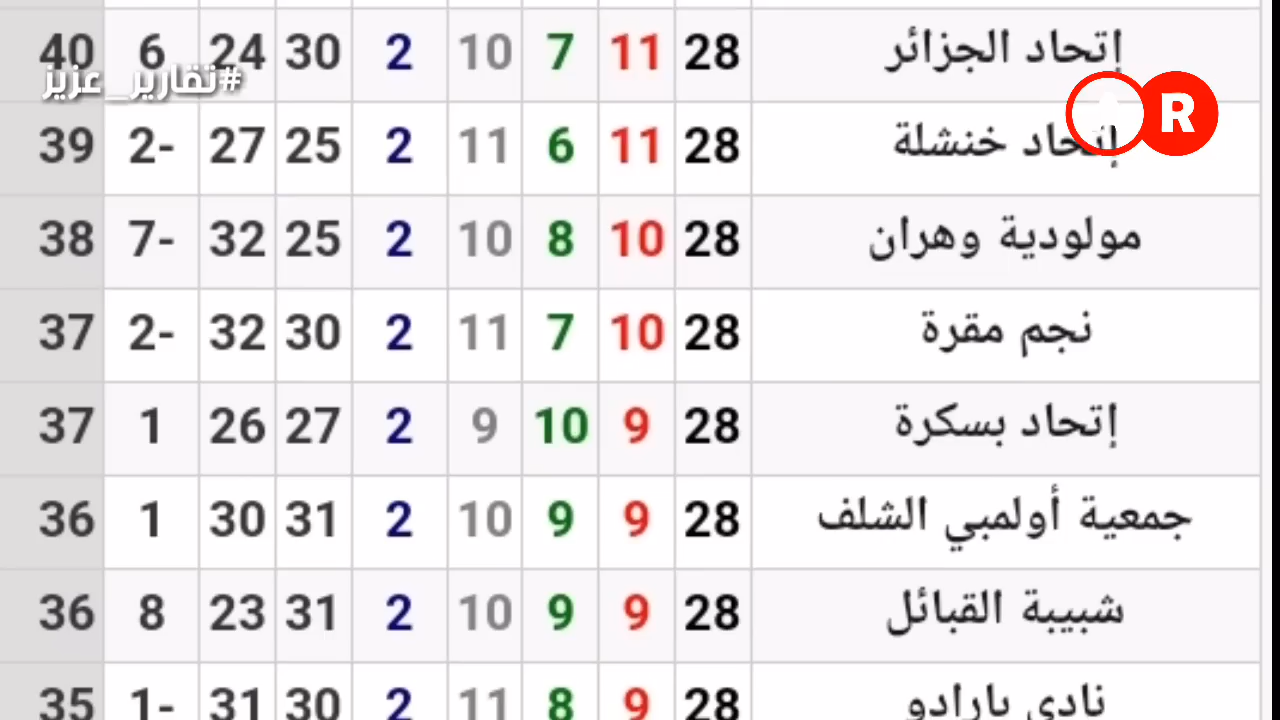 #تقارير_عزيز
R
إتحاد الجزائر 28 11 7 10 2 30 24 6 40
إتحاد خنشلة 28 11 6 11 2 25 27 -2 39
مولودية وهران 28 10 8 10 2 25 32 -7 38
نجم مقرة 28 10 7 11 2 30 32 -2 37
إتحاد بسكرة 28 9 10 9 2 27 26 1 37
جمعية أولمبي الشلف 28 9 9 10 2 31 30 1 36
شبيبة القبائل 28 9 9 10 2 31 23 8 36
نادي بارادو 28 9 8 11 2 30 31 -1 35